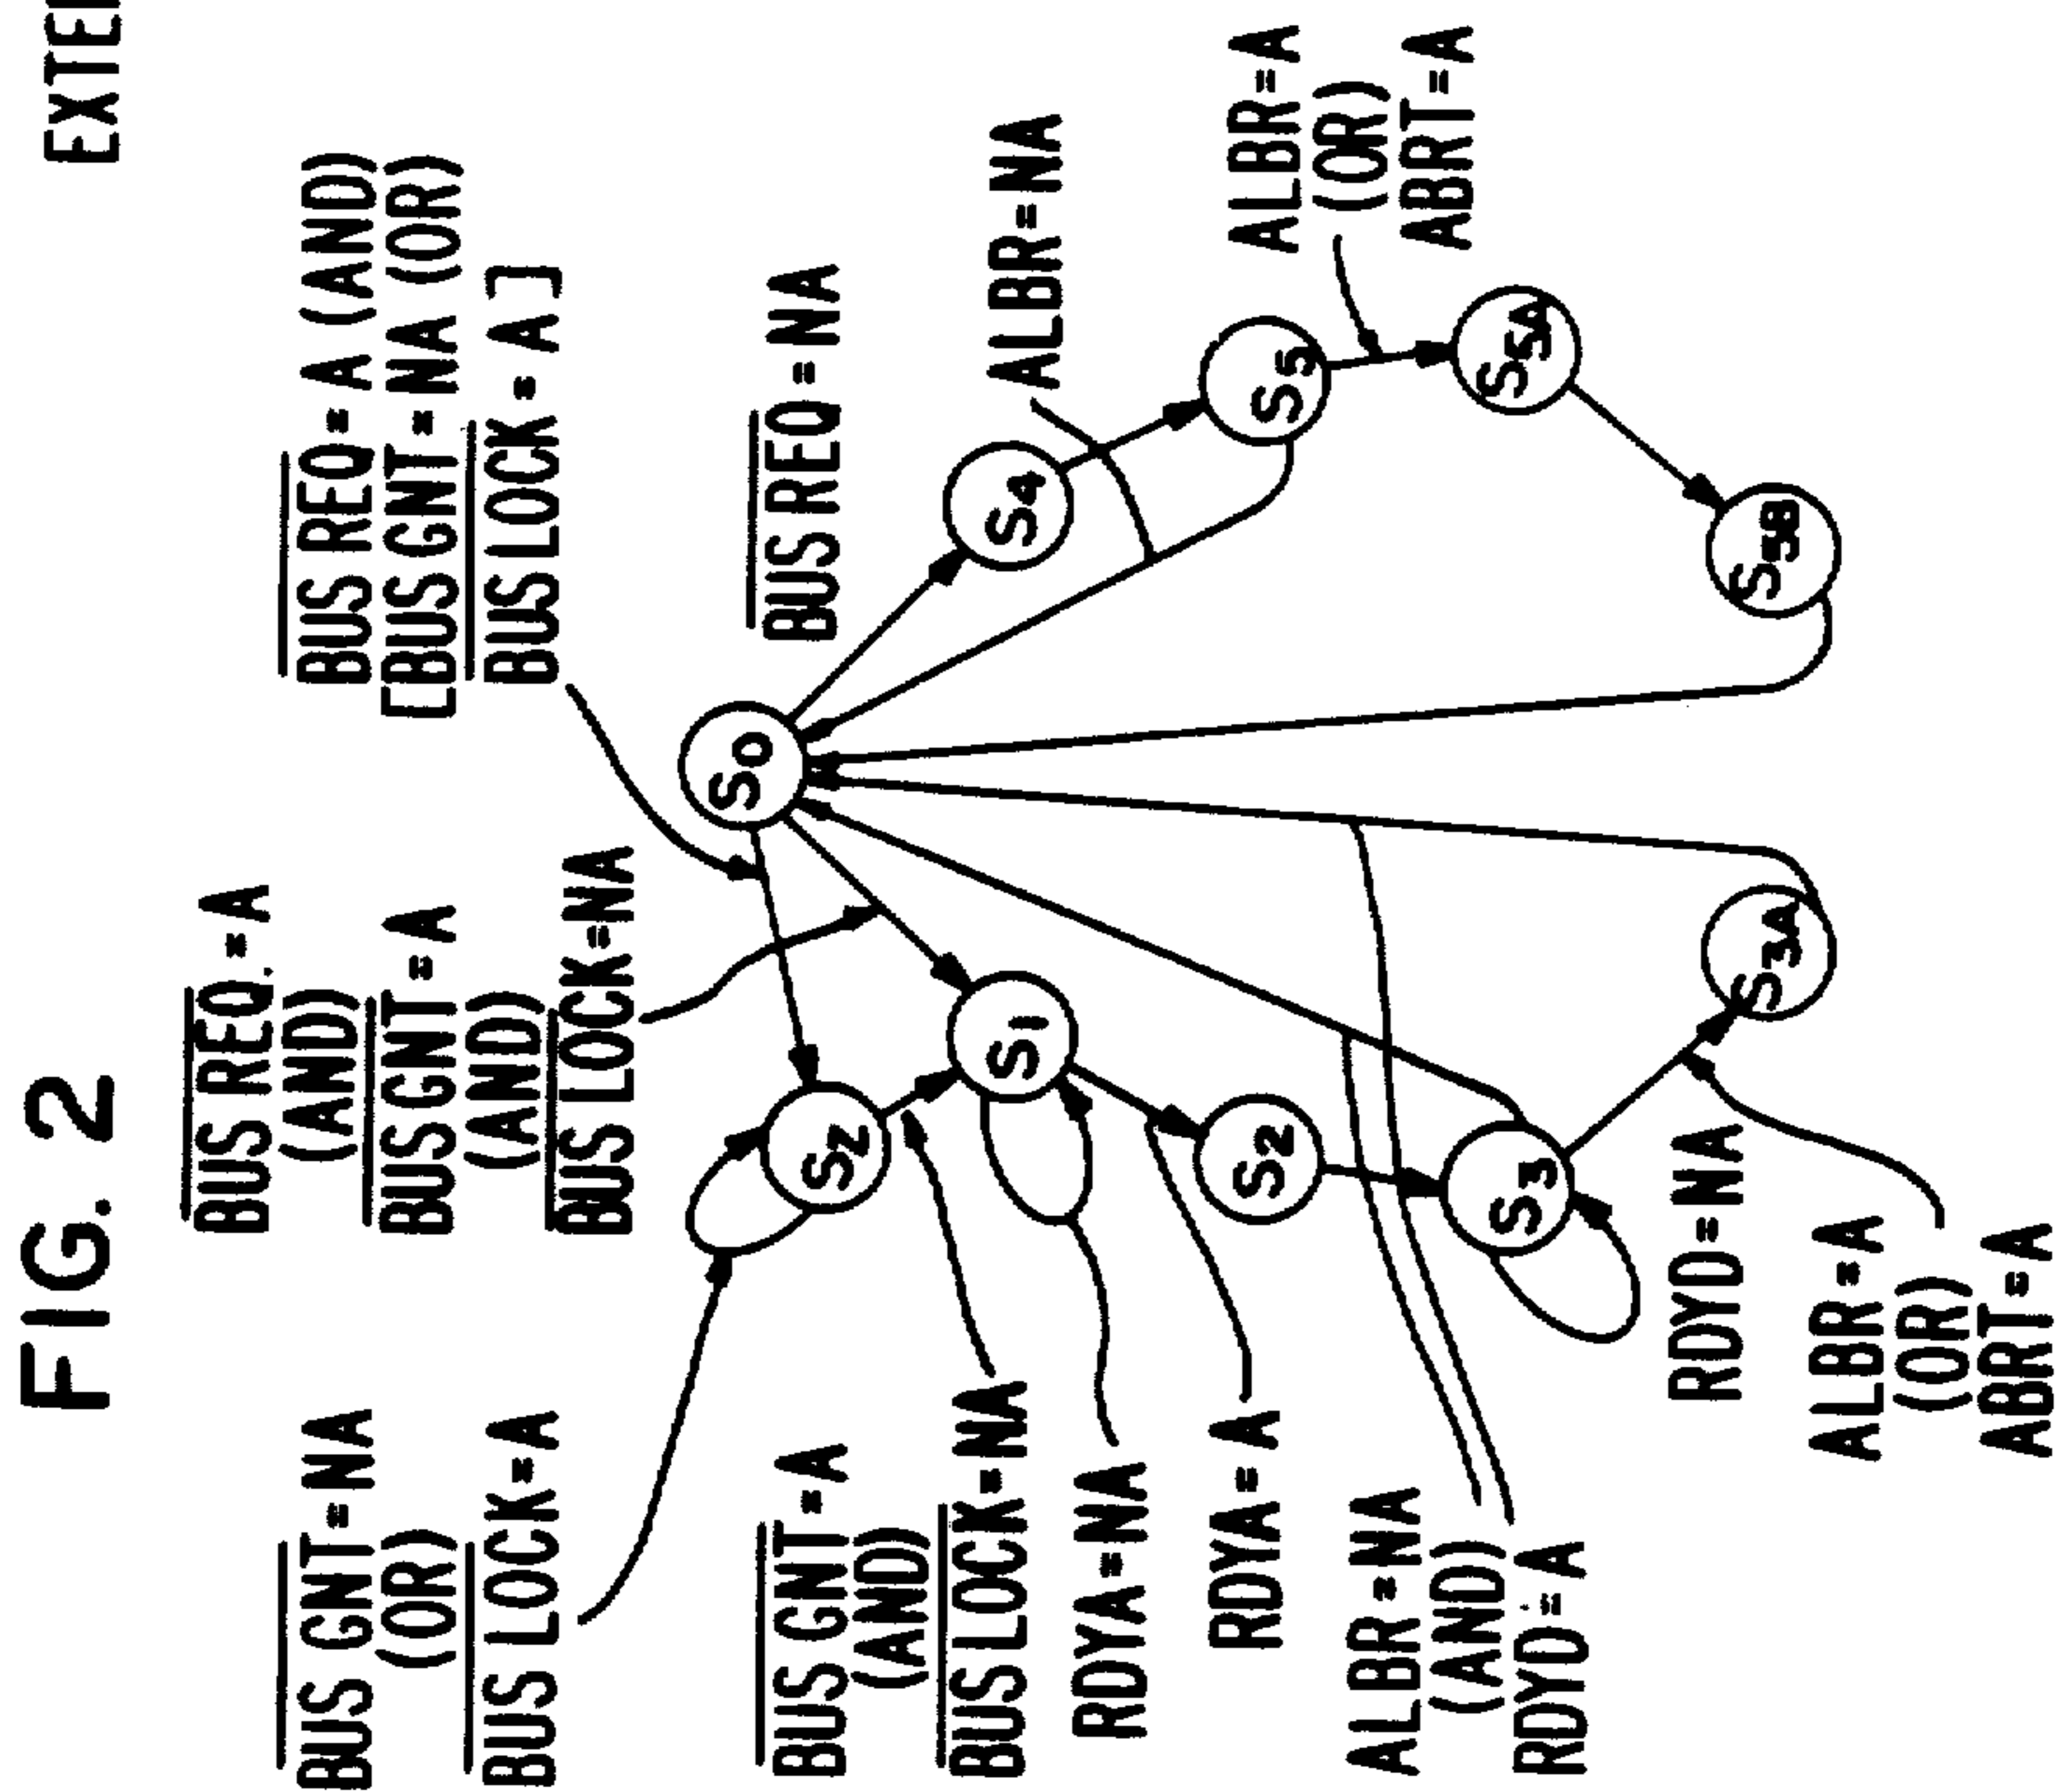 FIG. 2
EXTE
BUS GNT=NA
(OR)
BUS LOCK=A
BUS REQ.=A
(AND)
BUS GNT=A
(AND)
BUS LOCK=NA
BUS REQ=A (AND)
[BUS GNT=NA (OR)
BUS LOCK=A]
BUS GNT=A
(AND)
BUS LOCK=NA
RDYA=NA
RDYA=A
ALBR=NA
(AND)
RDYD=A
RDYD=NA
ALBR=A
(OR)
ABRT=A
BUS REQ=NA
ALBR=NA
ALBR=A
(OR)
ABRT=A
S0
SZ
S1
S2
S3
S3A
S4
S5
S5A
S5B